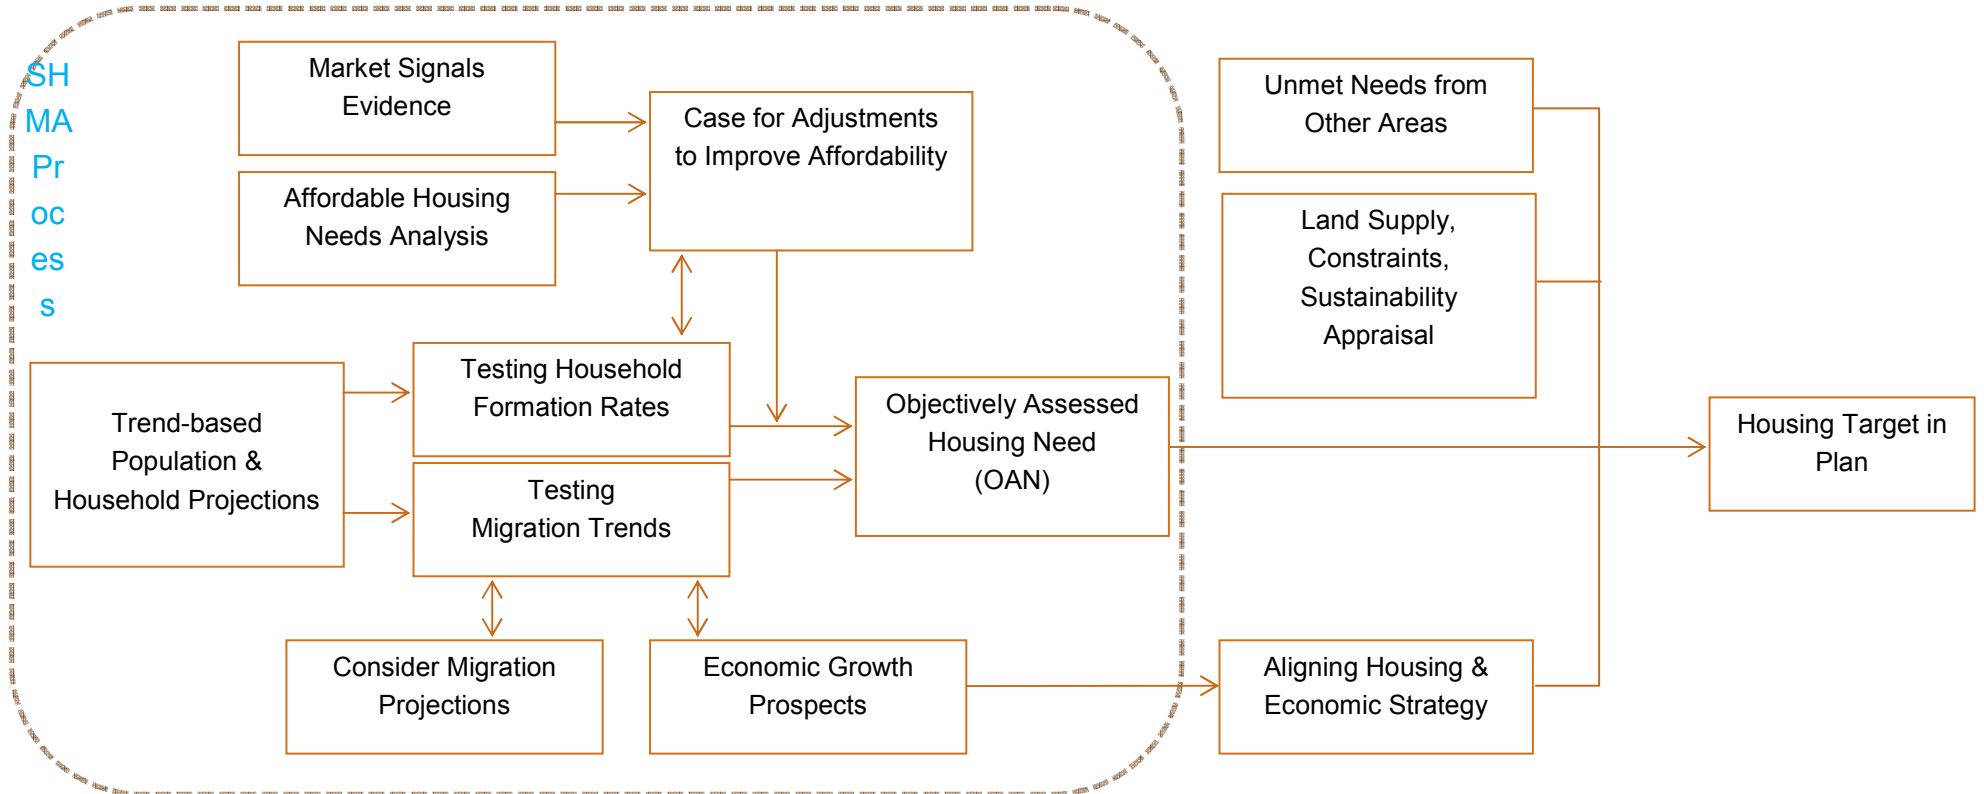 SH
MA
Pr
oc
es
s
Market Signals
Evidence
Affordable Housing
Needs Analysis
Case for Adjustments
to Improve Affordability
Trend-based
Population &
Household Projections
Testing Household
Formation Rates
Testing
Migration Trends
Consider Migration
Projections
Economic Growth
Prospects
Objectively Assessed
Housing Need
(OAN)
Unmet Needs from
Other Areas
Land Supply,
Constraints,
Sustainability
Appraisal
Aligning Housing &
Economic Strategy
Housing Target in
Plan